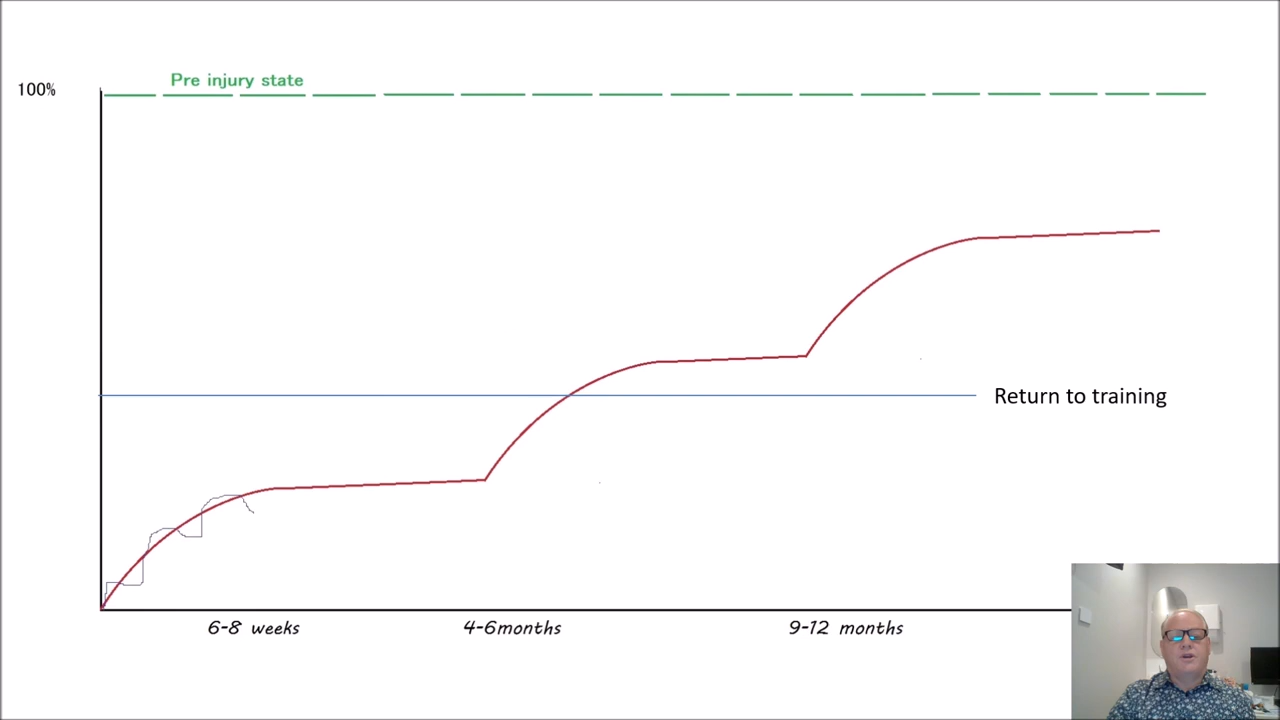 Pre injury state
100%
Return to training
6-8 weeks
4-6months
9-12 months